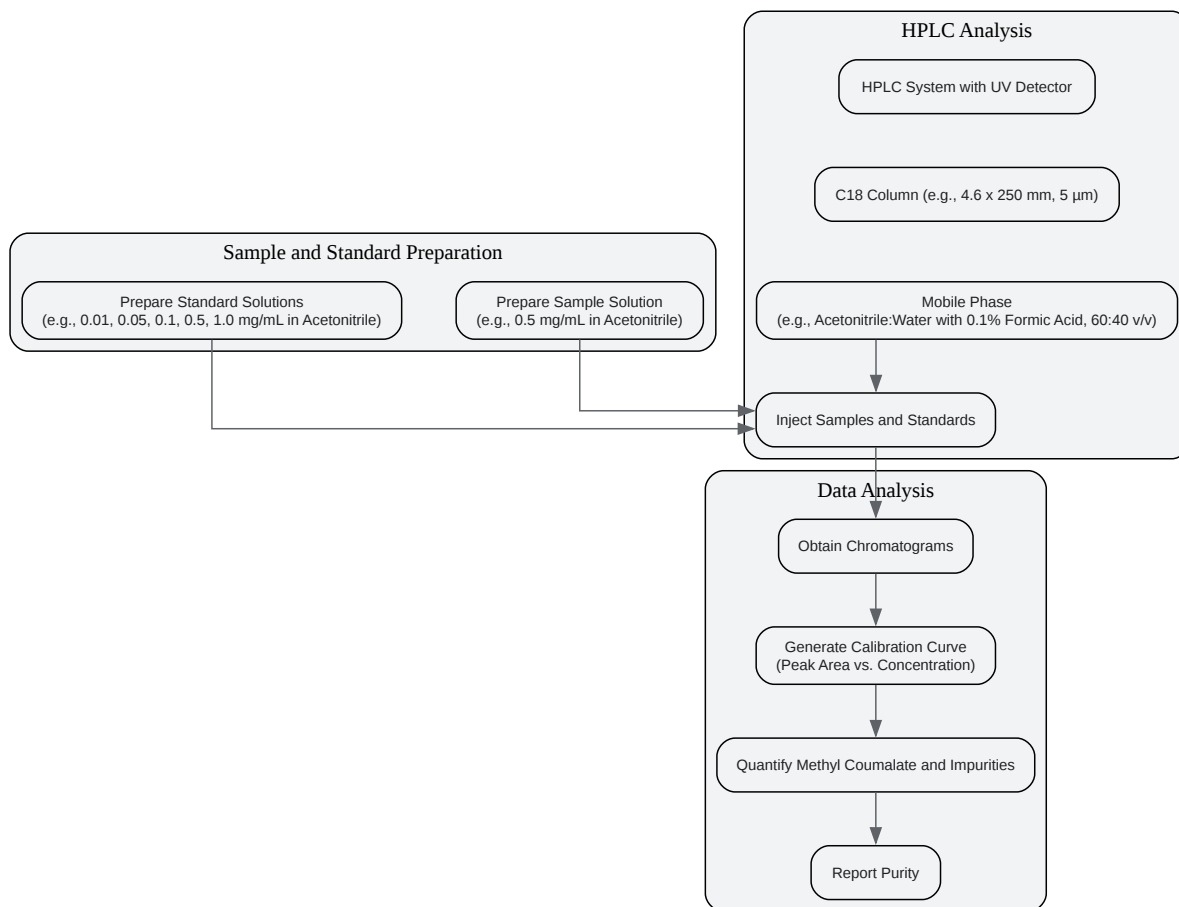 HPLC Analysis
HPLC System with UV Detector
C18 Column (e.g., 4.6 x 250 mm, 5 µm)
Sample and Standard Preparation
Prepare Standard Solutions
(e.g., 0.01, 0.05, 0.1, 0.5, 1.0 mg/mL in Acetonitrile)
Prepare Sample Solution
(e.g., 0.5 mg/mL in Acetonitrile)
Mobile Phase
(e.g., Acetonitrile:Water with 0.1% Formic Acid, 60:40 v/v)
Inject Samples and Standards
Data Analysis
Obtain Chromatograms
Generate Calibration Curve
(Peak Area vs. Concentration)
Quantify Methyl Coumalate and Impurities
Report Purity